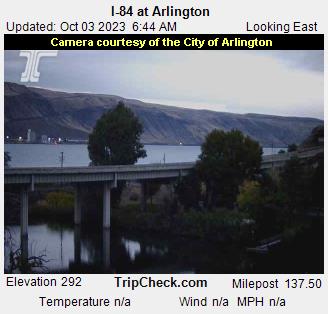 I-84 at Arlington
Updated: Oct 03 2023 6:44 AM Looking East
Camera courtesy of the City of Arlington
Elevation 292 TripCheck.com Milepost 137.50
Temperature n/a Wind n/a MPH n/a